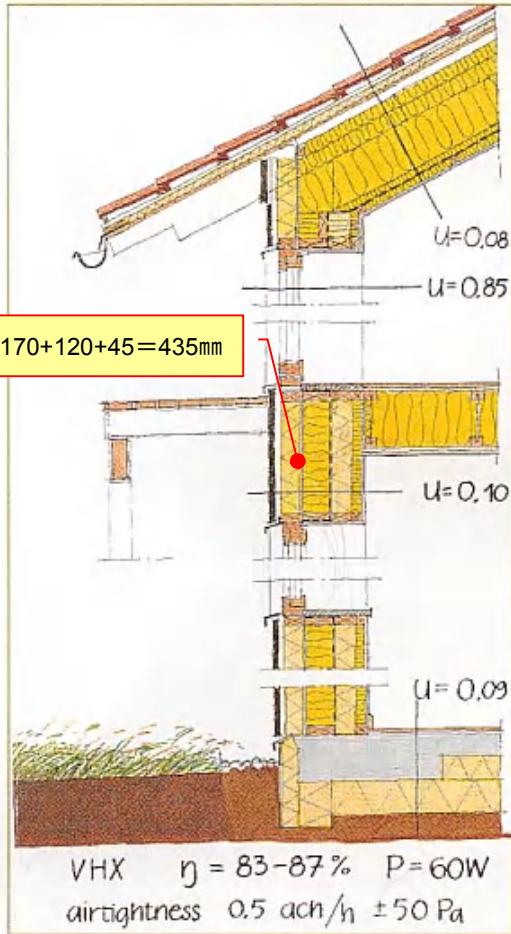 U=0,08
U=0,85
170+120+45=435mm
U=0,10
U=0,09
VHX η = 83-87% P=60W
airtightness 0.5 ach/h ±50 Pa